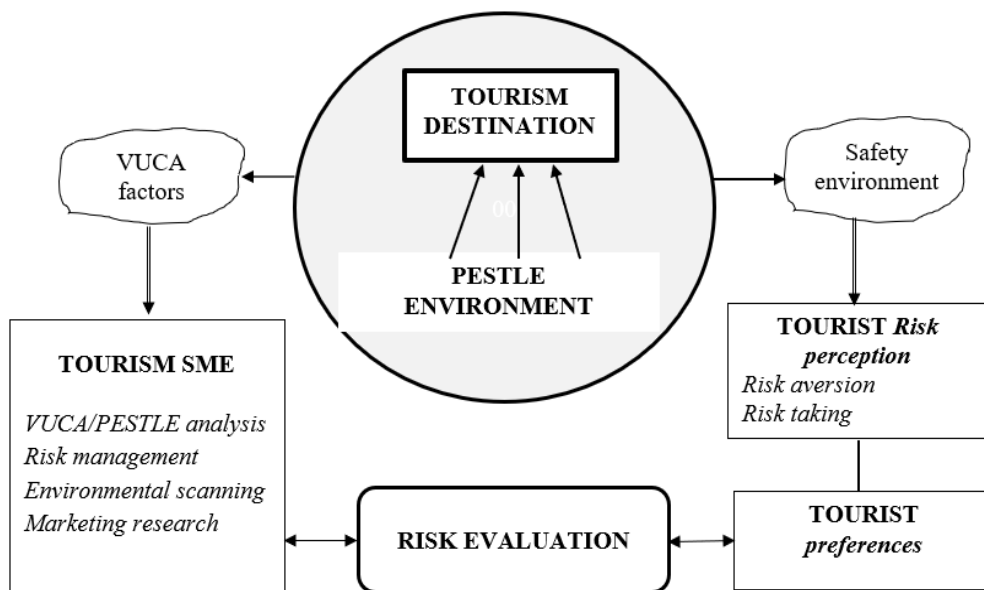 TOURISM
DESTINATION
VUCA
factors
Safety
environment
00
PESTLE
ENVIRONMENT
TOURISM SME
VUCA/PESTLE analysis
Risk management
Environmental scanning
Marketing research
TOURIST Risk
perception
Risk aversion
Risk taking
RISK EVALUATION
TOURIST
preferences